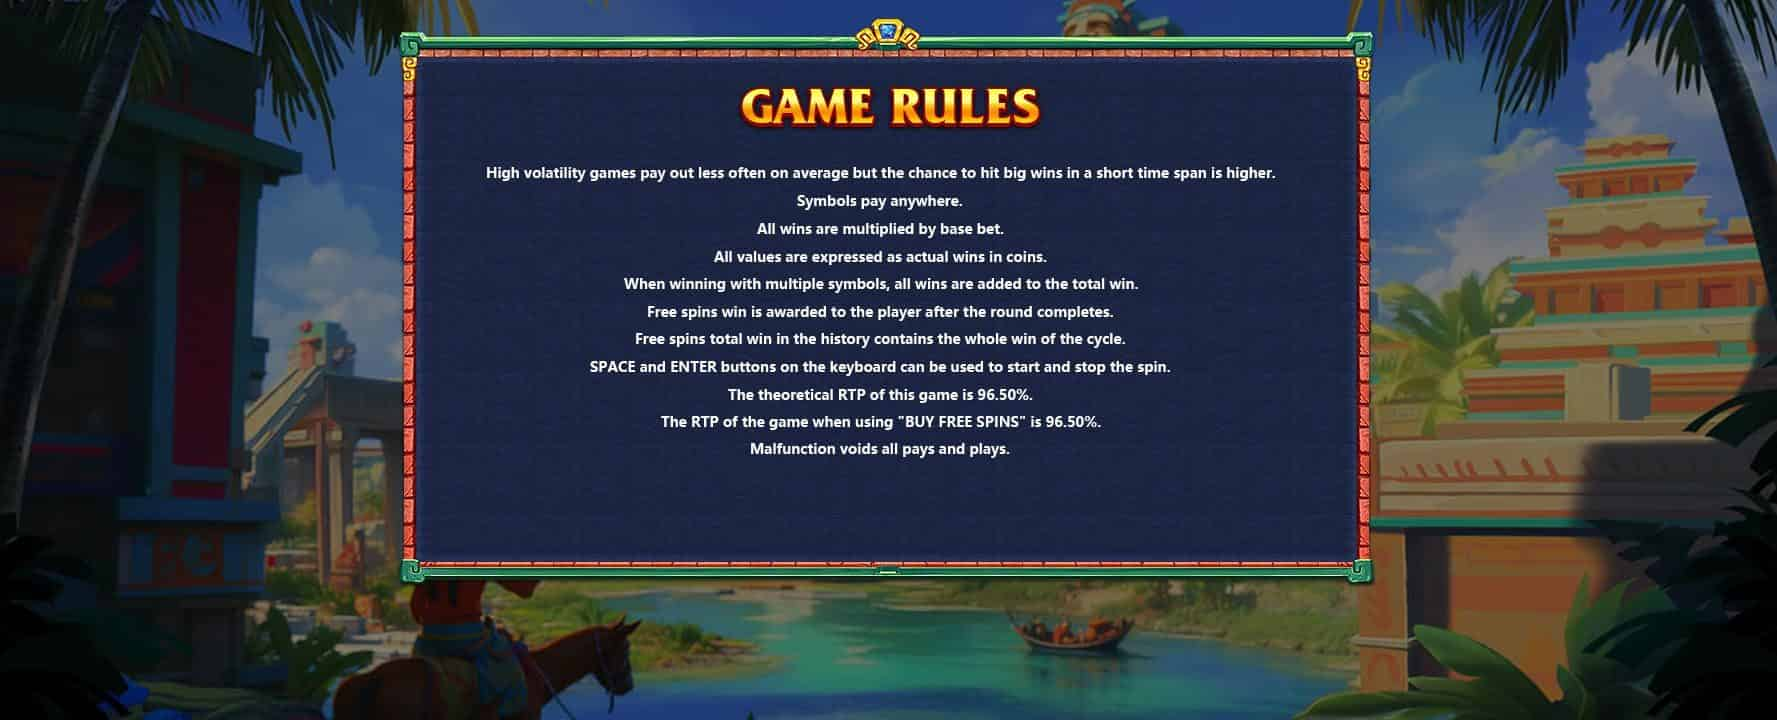 GAME RULES
High volatility games pay out less often on average but the chance to hit big wins in a short time span is higher.
Symbols pay anywhere.
All wins are multiplied by base bet.
All values are expressed as actual wins in coins.
When winning with multiple symbols, all wins are added to the total win.
Free spins win is awarded to the player after the round completes.
Free spins total win in the history contains the whole win of the cycle.
SPACE and ENTER buttons on the keyboard can be used to start and stop the spin.
The theoretical RTP of this game is 96.50%.
The RTP of the game when using "BUY FREE SPINS" is 96.50%.
Malfunction voids all pays and plays.